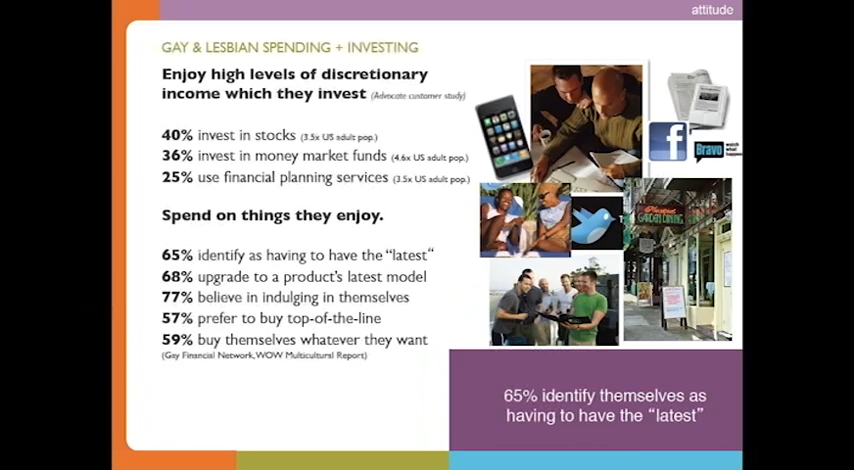 attitude
GAY & LESBIAN SPENDING + INVESTING
Enjoy high levels of discretionary
income which they invest (Advocate customer study)
40% invest in stocks (3.5x US adult pop.)
36% invest in money market funds (4.6x US adult pop.)
25% use financial planning services (3.5x US adult pop.)
Spend on things they enjoy.
65% identify as having to have the "latest"
68% upgrade to a product's latest model
77% believe in indulging in themselves
57% prefer to buy top-of-the-line
59% buy themselves whatever they want
(Gay Financial Network, WOW Multicultural Report)
f
Bravo
watch
what
happens
GARDEN DINING
65% identify themselves as
having to have the "latest"